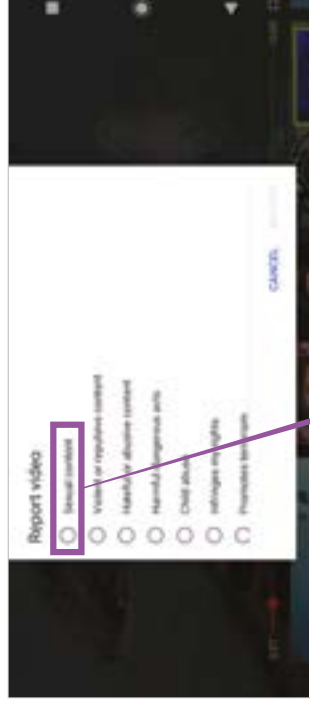 Report video
Sexual content
Violent or repulsive content
Hateful or abusive content
Harmful dangerous acts
Child abuse
Infringes my rights
Promotes terrorism
CANCEL